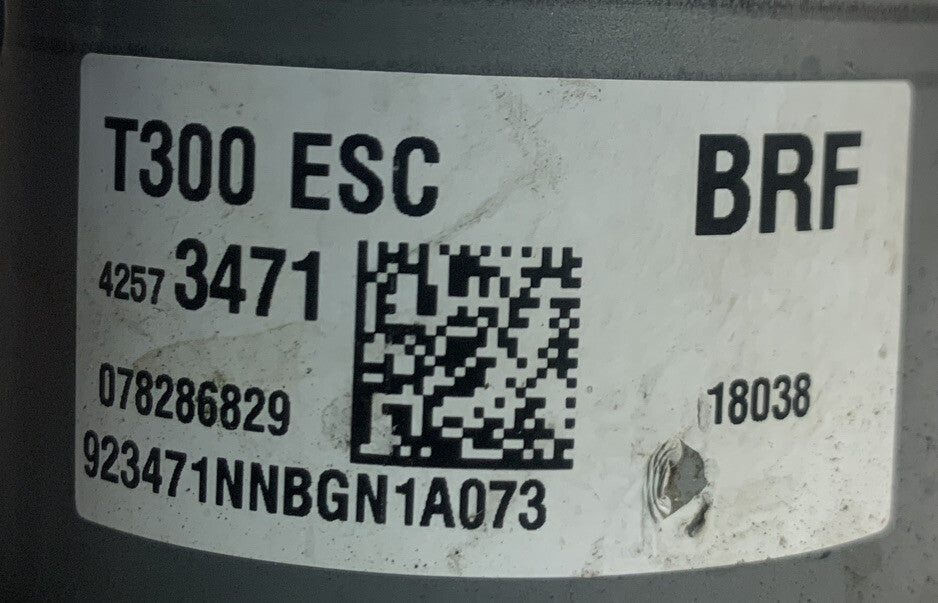 T300 ESC BRF
4257 3471
078286829 18038
923471NNBGN1A073